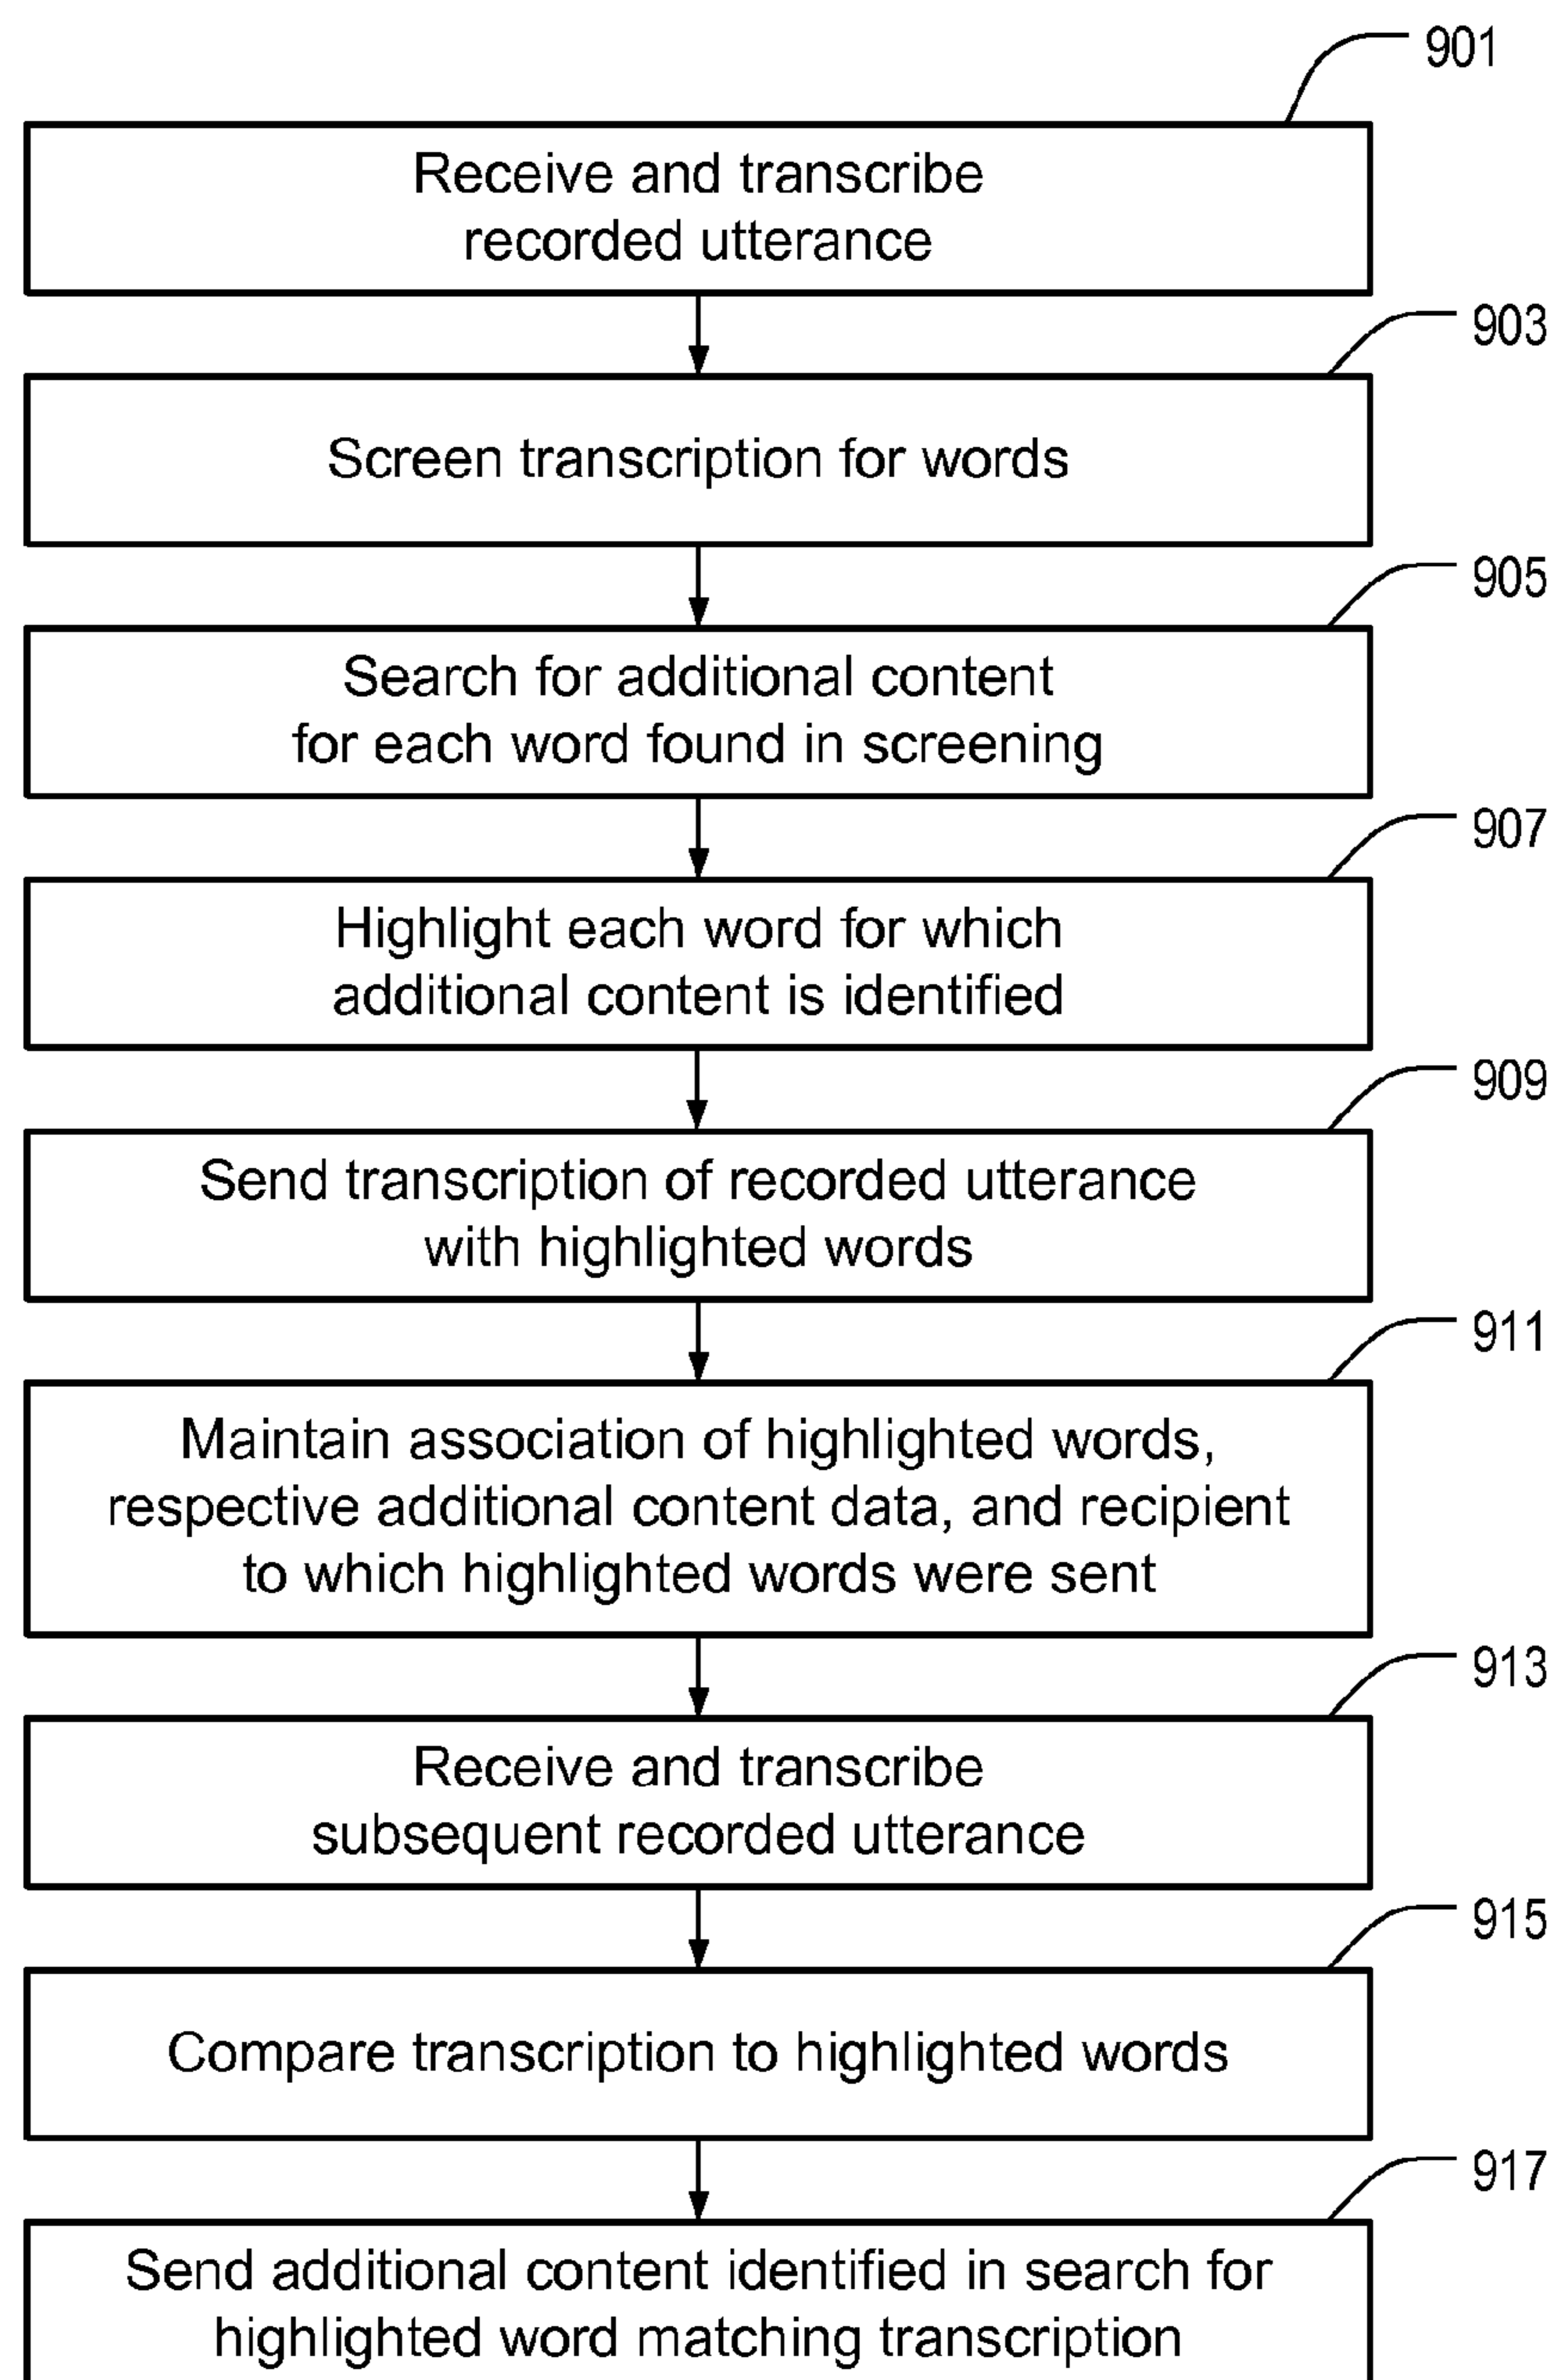 901
Receive and transcribe
recorded utterance
903
Screen transcription for words
905
Search for additional content
for each word found in screening
907
Highlight each word for which
additional content is identified
909
Send transcription of recorded utterance
with highlighted words
911
Maintain association of highlighted words,
respective additional content data, and recipient
to which highlighted words were sent
913
Receive and transcribe
subsequent recorded utterance
915
Compare transcription to highlighted words
917
Send additional content identified in search for
highlighted word matching transcription